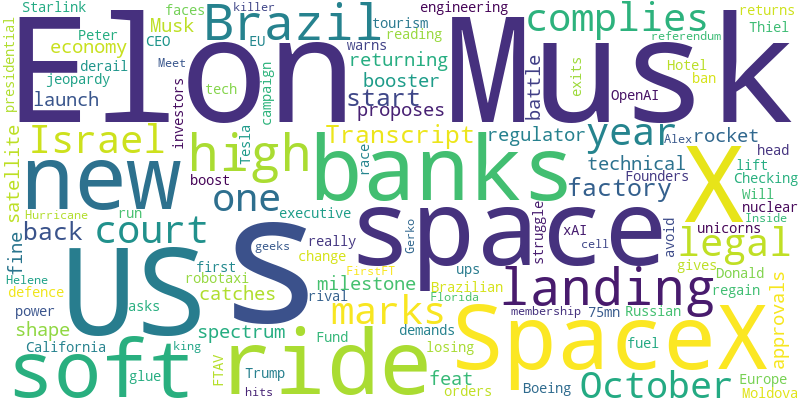 Starlink
faces
killer
engineering
returns
Brazil
complies
Peter
Musk
tourism
Thiel
CEO
EU
reading
referendum
economy
Elon Musk
warns
presidential
derail
Meet
returning
battle
exits
Hotel
jeopardy
tech
campaign
booster
ban
launch
investors
start
proposes
OpenAI
Israel
Tesla
Transcript
regulator
year
Alex
rocket
satellite
high
race
banks
technical
X
head
new
boost
factory
Founders
lift
Checking
one
space
Will
nuclear
Hurricane
run
executive
struggle
xAI
avoid
Inside
back
court
really
Gerko
cell
unicorns
fine
US
S
geeks
legal
change
Helene
first
FirstFT
ups
landing
gives
Donald
defence
robotaxi
milestone
Brazilian
regain
power
asks
catches
rival
marks
Florida
membership
75mn
Russian
approvals
shape
spectrum
Fund
demands
SpaceX
California
king
losing
fuel
soft
glue
FTAV
ride
Trump
feat
Boeing
October
Europe
hits
orders
Moldova